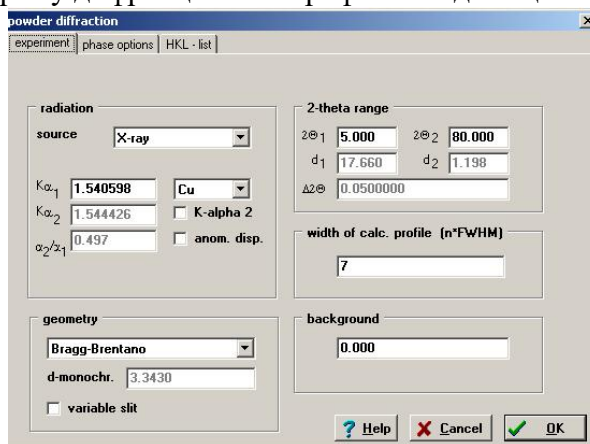 powder diffraction
experiment phase options HKL - list
radiation
source X-ray
Kα1 1.540598 Cu
Kα2 1.544426 K-alpha 2
α2/α1 0.497 anom. disp.
geometry
Bragg-Brentano
d-monochr. 3.3430
variable slit
2-theta range
2Θ1 5.000 2Θ2 80.000
d1 17.660 d2 1.198
Δ2Θ 0.0500000
width of calc. profile (n*FWHM)
7
background
0.000
? Help Cancel OK